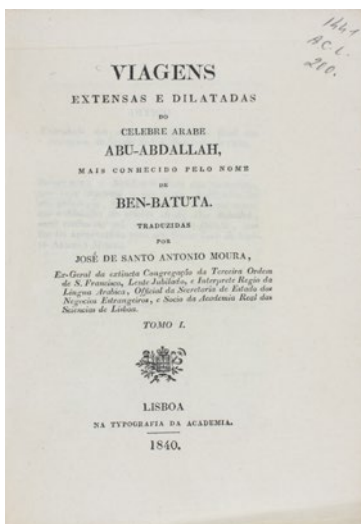 1441
AC.L.
200.
VIAGENS
EXTENSAS E DILATADAS
DO
CELEBRE ARABE
ABU-ABDALLAH,
MAIS CONHECIDO PELO NOME
DE
BEN-BATUTA.
TRADUZIDAS
POR
JOSÉ DE SANTO ANTONIO MOURA,
Ex-Geral da extincta Congregação da Terceira Ordem
de S. Francisco, Lente Jubilado, e Interprete Regio da
Lingua Arabica, Official da Secretaria de Estado dos
Negocios Estrangeiros, e Socio da Academia Real das
Sciencias de Lisboa.
TOMO I.
LISBOA
NA TYPOGRAFIA DA ACADEMIA.
1840.